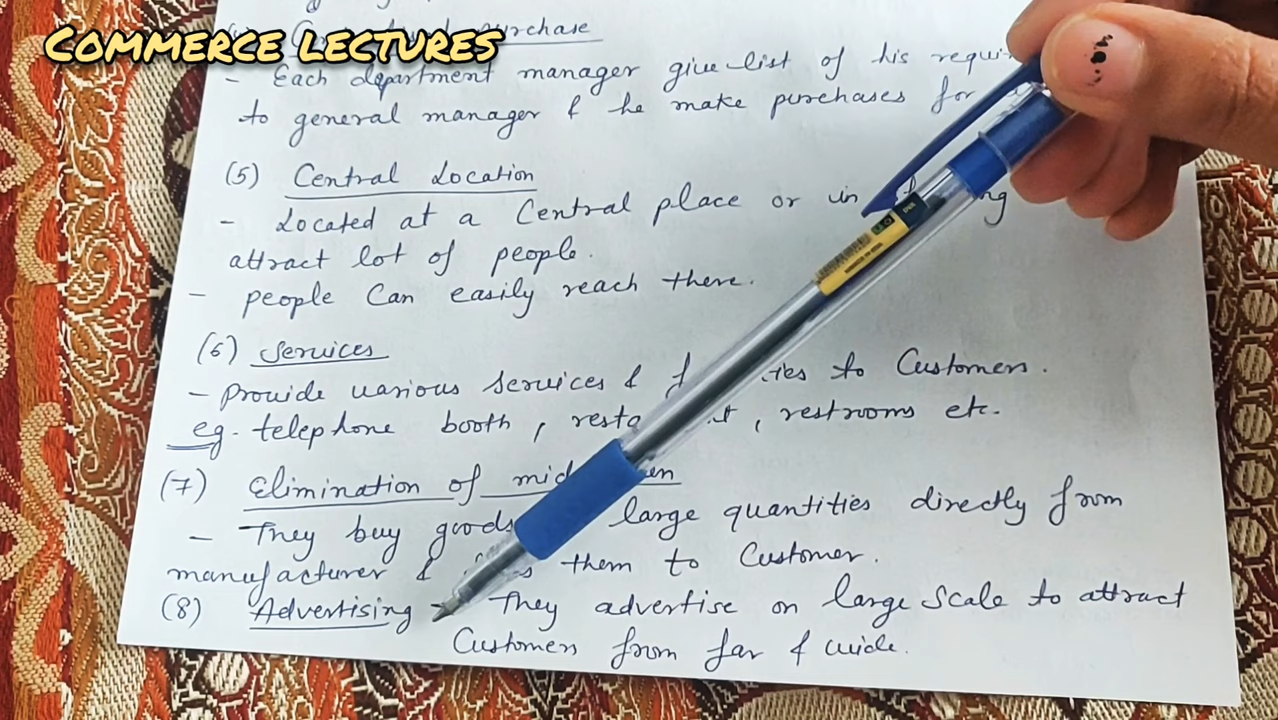 COMMERCE LECTURES
purchase
- Each department manager give list of his
to general manager & he make purchases for
(5) Central Location
- Located at a Central place or in
attract lot of people.
- people can easily reach there.
(6) Services
- Provide various services & to Customers.
eg. telephone booth, restrooms etc.
(7) Elimination of
- They buy goods large quantities directly from
manufacturer & them to Customer.
(8) Advertising - They advertise on large scale to attract
Customers from far & wide.